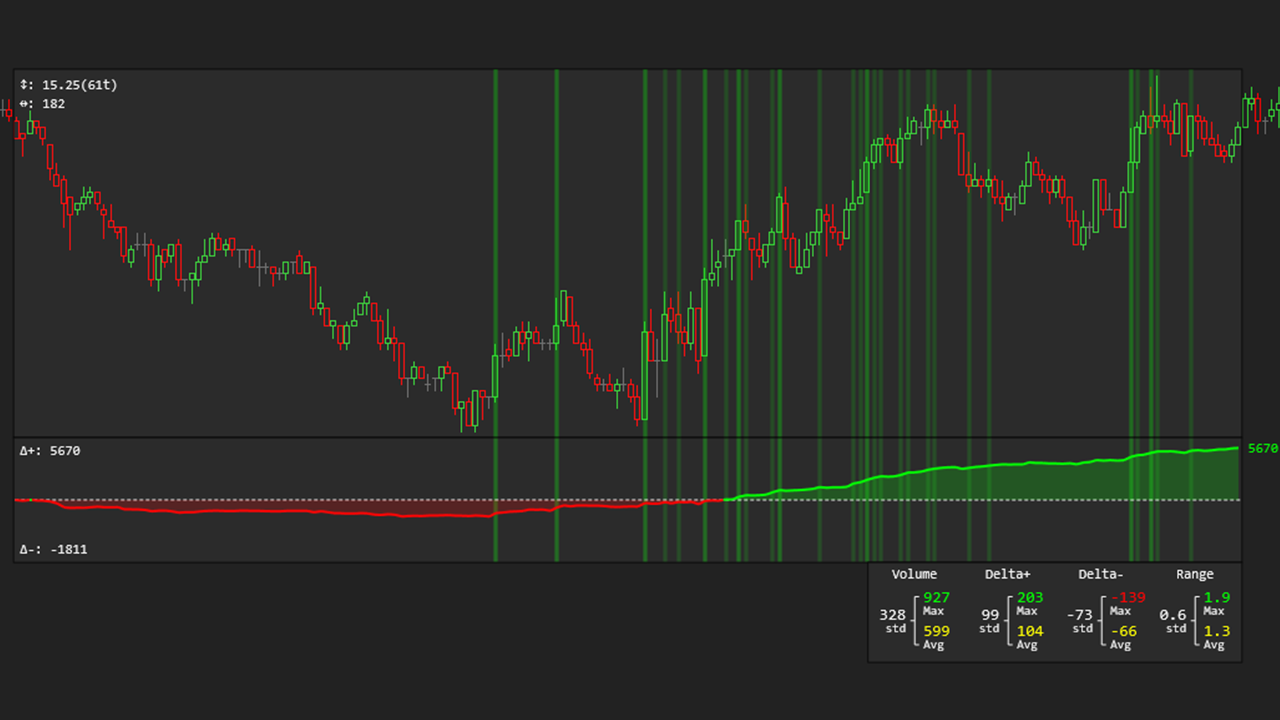 ↕: 15.25(61t)
⇔: 182
Δ+: 5670
5670
Δ-: -1811
Volume Delta+ Delta- Range
927 203 -139 1.9
328 Max 99 Max -73 Max 0.6 Max
std 599 std 104 std -66 std 1.3
Avg Avg Avg Avg